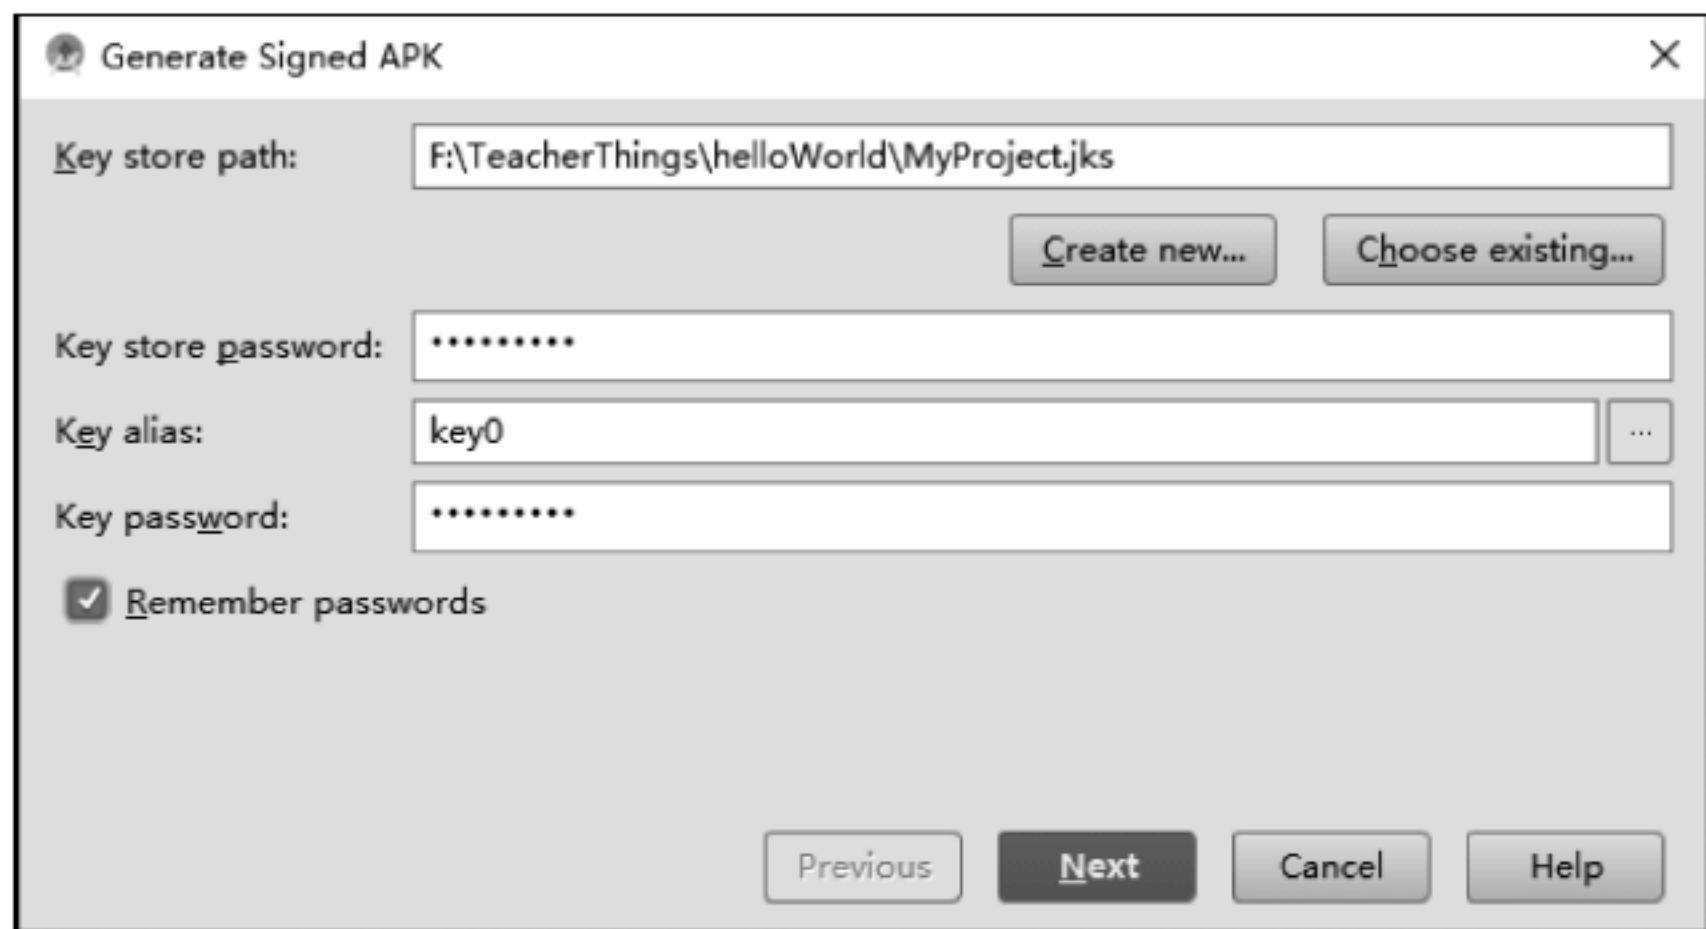 Generate Signed APK
Key store path: F:\TeacherThings\helloWorld\MyProject.jks
Create new... Choose existing...
Key store password: •••••••••
Key alias: key0 ...
Key password: •••••••••
Remember passwords
Previous Next Cancel Help